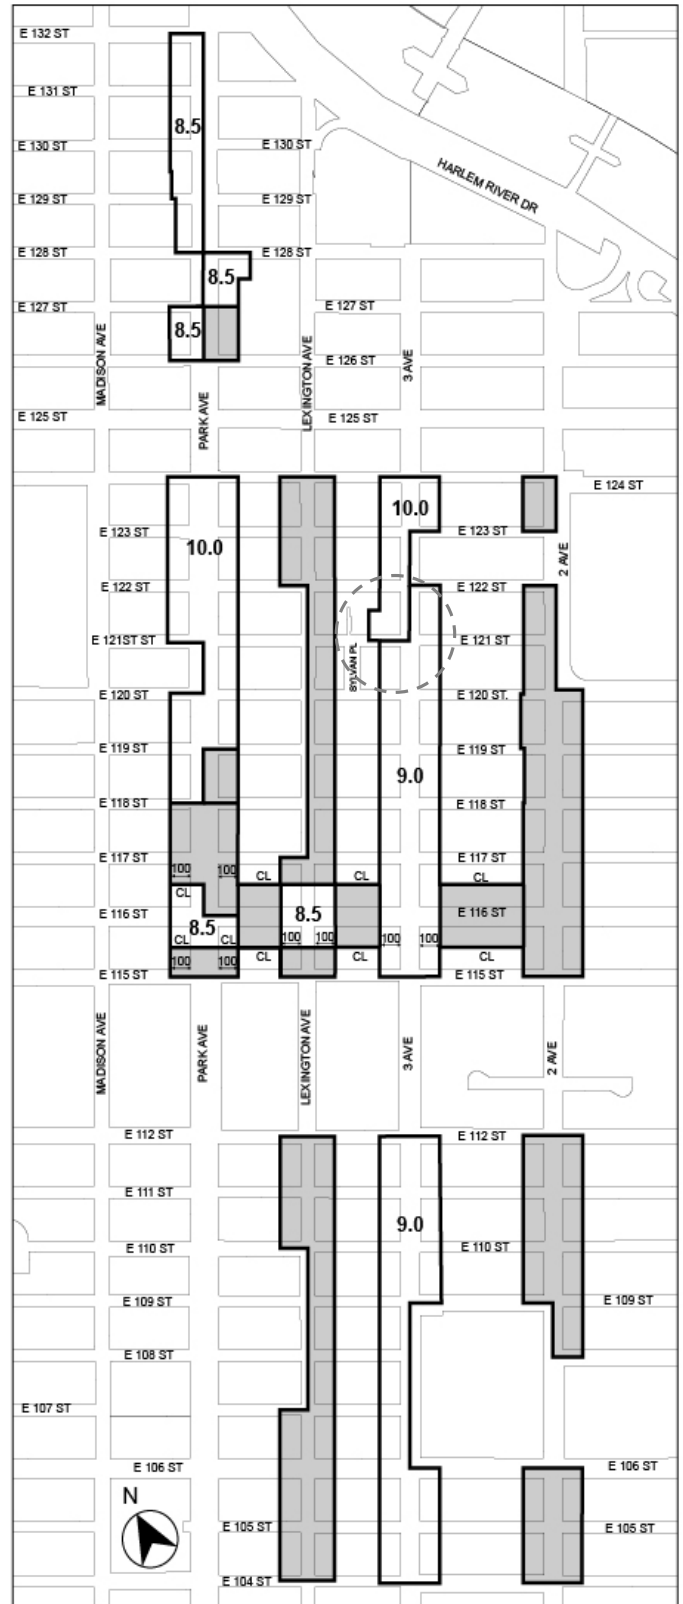 E 132 ST
E 131 ST
8.5
E 130 ST
E 130 ST
HARLEM RIVER DR
E 129 ST
E 129 ST
E 128 ST
E 128 ST
8.5
E 127 ST
E 127 ST
8.5
E 126 ST
MADISON AVE
LEXINGTON AVE
3 AVE
PARK AVE
E 125 ST
E 125 ST
E 124 ST
10.0
E 123 ST
E 123 ST
10.0
2 AVE
E 122 ST
E 122 ST
E 121ST ST
E 121 ST
SYLVAN PL
E 120 ST
E 120 ST.
E 119 ST
E 119 ST
9.0
E 118 ST
E 118 ST
E 117 ST
E 117 ST
100
100
CL
CL
CL
CL
E 116 ST
8.5
E 116 ST
8.5
CL
CL
100
100
100
100
CL
CL
CL
100
100
E 115 ST
E 115 ST
MADISON AVE
PARK AVE
LEXINGTON AVE
3 AVE
2 AVE
E 112 ST
E 112 ST
E 111 ST
9.0
E 110 ST
E 110 ST
E 109 ST
E 109 ST
E 108 ST
E 107 ST
E 106 ST
E 106 ST
N
E 105 ST
E 105 ST
E 104 ST